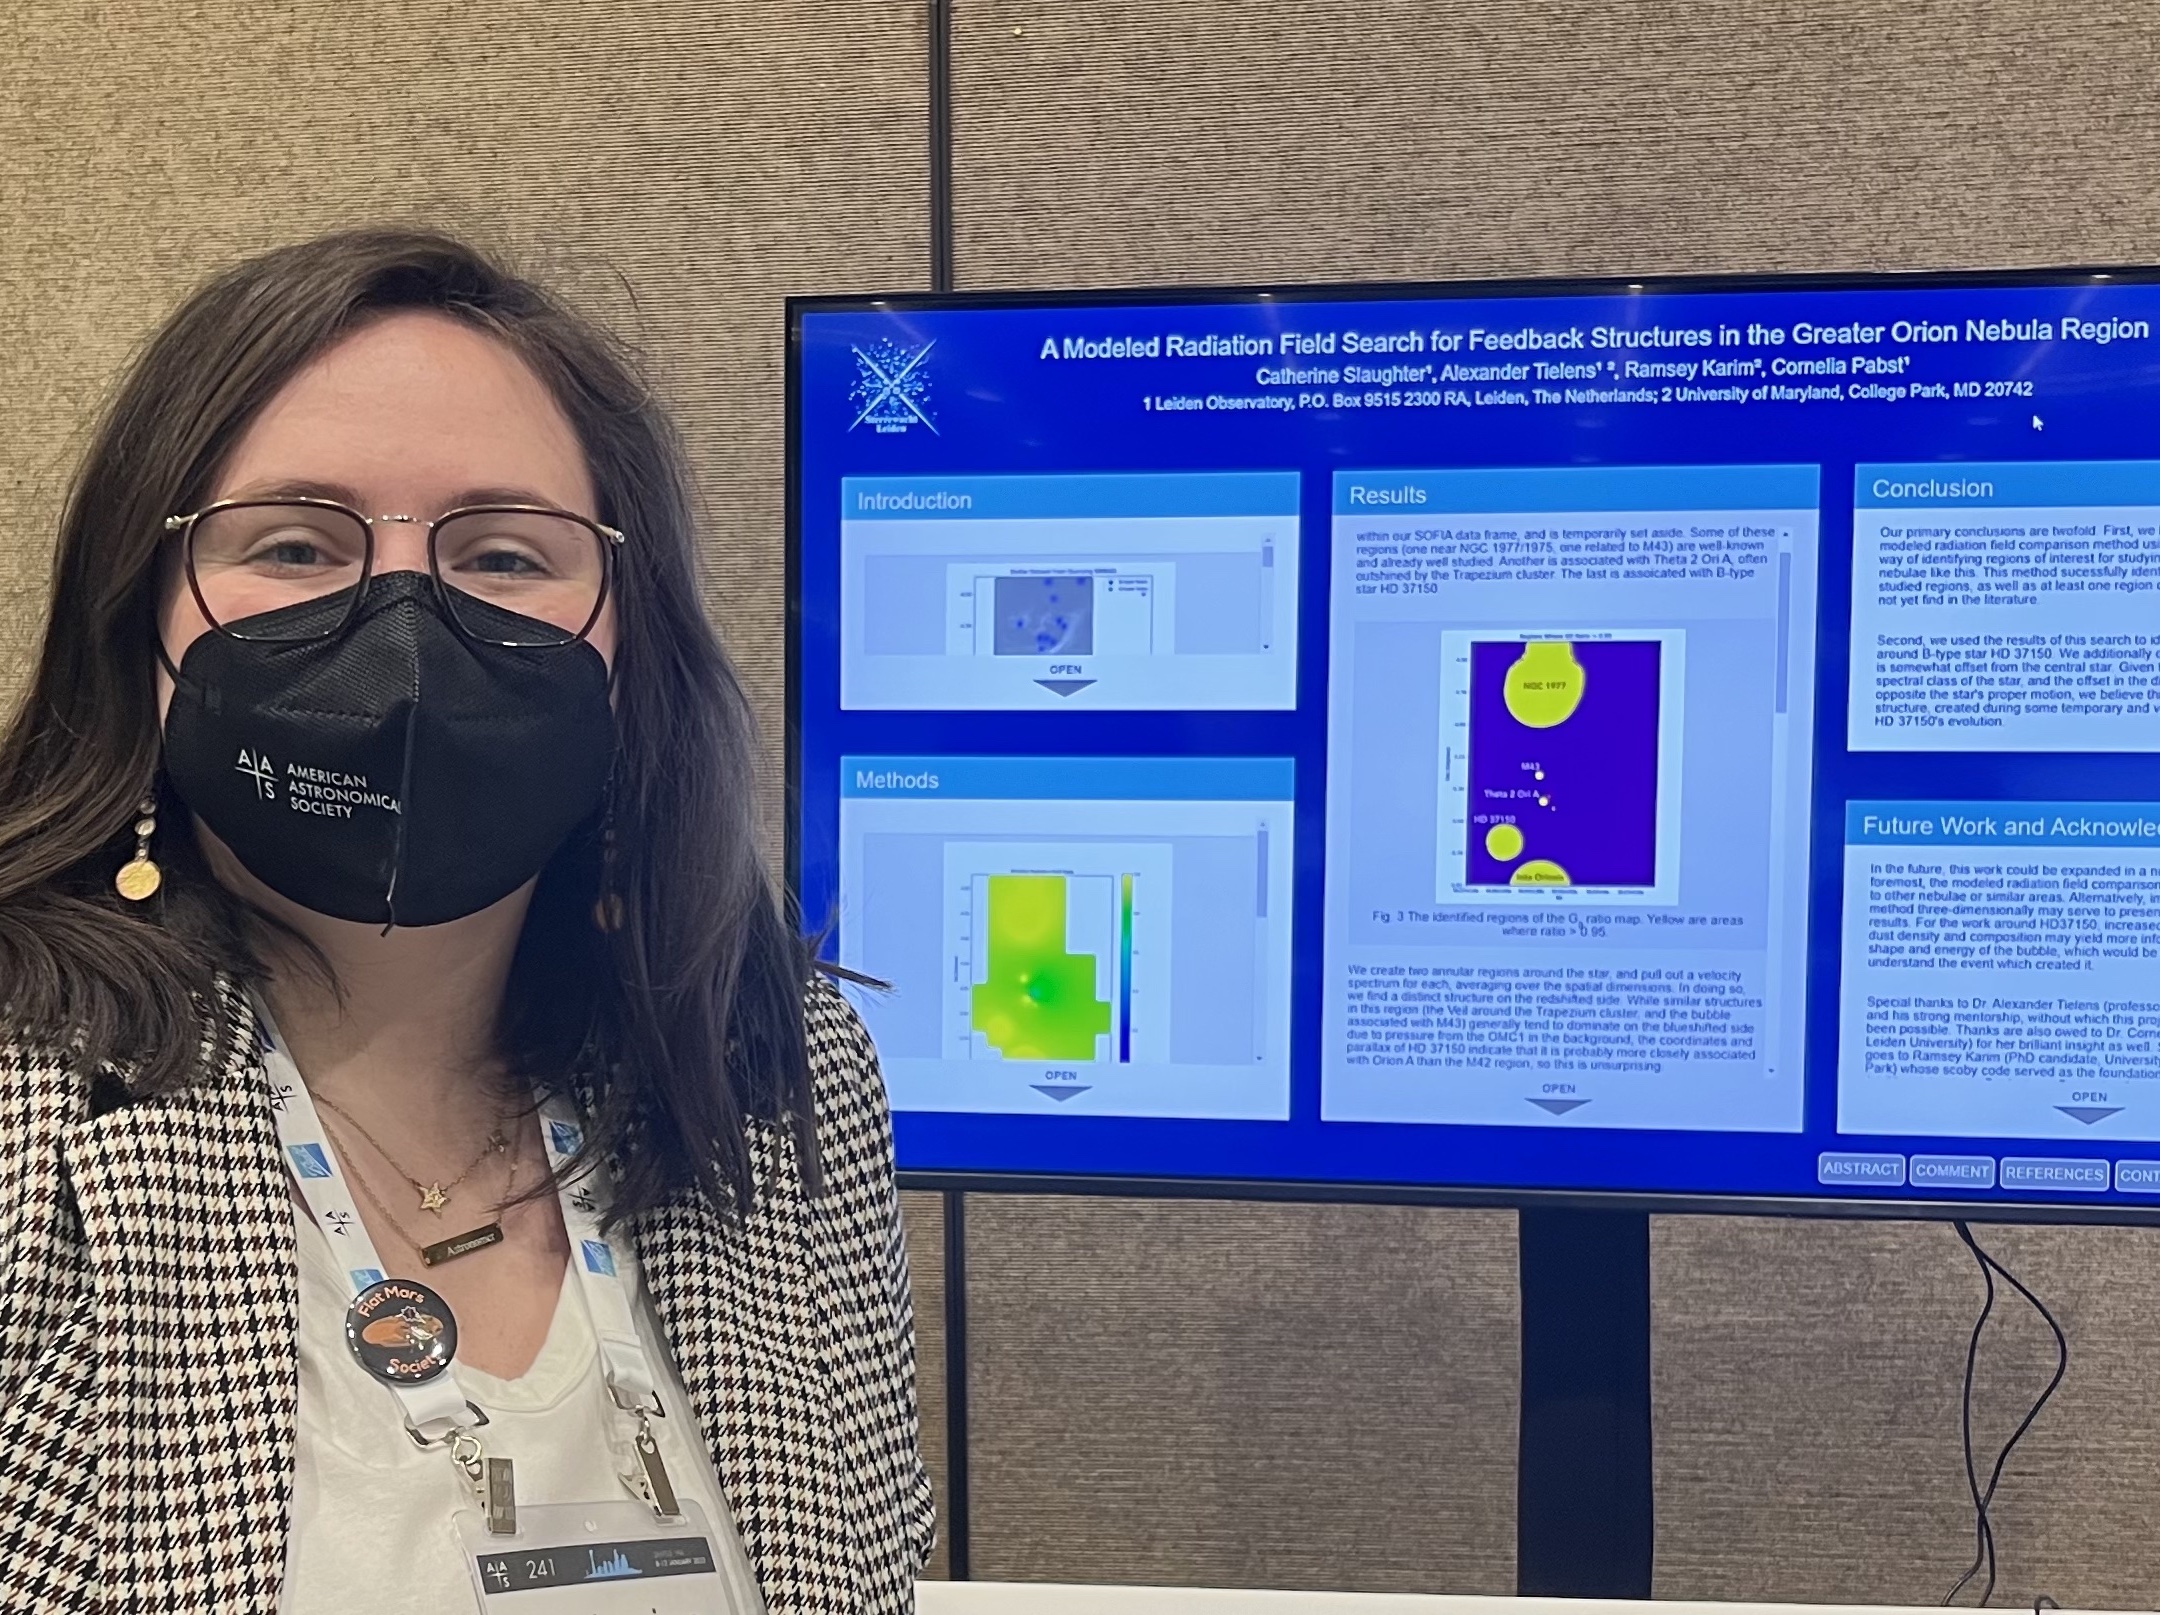 A Modeled Radiation Field Search for Feedback Structures in the Greater Orion Nebula Region
Catherine Slaughter¹, Alexander Tielens¹ ², Ramsey Karim², Cornelia Pabst¹
1 Leiden Observatory, P.O. Box 9515 2300 RA, Leiden, The Netherlands; 2 University of Maryland, College Park, MD 20742
Sterrewacht
Leiden
Introduction
OPEN
Methods
OPEN
Results
within our SOFIA data frame, and is temporarily set aside. Some of these
regions (one near NGC 1977/1975, one related to M43) are well-known
and already well studied. Another is associated with Theta 2 Ori A, often
outshined by the Trapezium cluster. The last is assoicated with B-type
star HD 37150
NGC 1977
M43
Theta 2 Ori A
HD 37150
Iota Orionis
Fig. 3 The identified regions of the G₀ ratio map. Yellow are areas
where ratio > 0.95.
We create two annular regions around the star, and pull out a velocity
spectrum for each, averaging over the spatial dimensions. In doing so,
we find a distinct structure on the redshifted side. While similar structures
in this region (the Veil around the Trapezium cluster, and the bubble
associated with M43) generally tend to dominate on the blueshifted side
due to pressure from the OMC1 in the background, the coordinates and
parallax of HD 37150 indicate that it is probably more closely associated
with Orion A than the M42 region, so this is unsurprising.
OPEN
Conclusion
Our primary conclusions are twofold. First, we
modeled radiation field comparison method
way of identifying regions of interest for
nebulae like this. This method sucessfully
studied regions, as well as at least one region
not yet find in the literature.
Second, we used the results of this search to
around B-type star HD 37150. We additionally
is somewhat offset from the central star. Given
spectral class of the star, and the offset in the
opposite the star's proper motion, we believe
structure, created during some temporary and
HD 37150's evolution.
Future Work and
In the future, this work could be expanded in a
foremost, the modeled radiation field comparison
to other nebulae or similar areas. Alternatively,
method three-dimensionally may serve to
results. For the work around HD37150, increased
dust density and composition may yield more
shape and energy of the bubble, which would be
understand the event which created it.
Special thanks to Dr. Alexander Tielens
and his strong mentorship, without which this
been possible. Thanks are also owed to Dr.
Leiden University) for her brilliant insight as well.
goes to Ramsey Karim (PhD candidate,
Park) whose scoby code served as the foundation
OPEN
ABSTRACT COMMENT REFERENCES
AAS AMERICAN
ASTRONOMICAL
SOCIETY
Astronomer
Flat Mars
Society
AAS 241